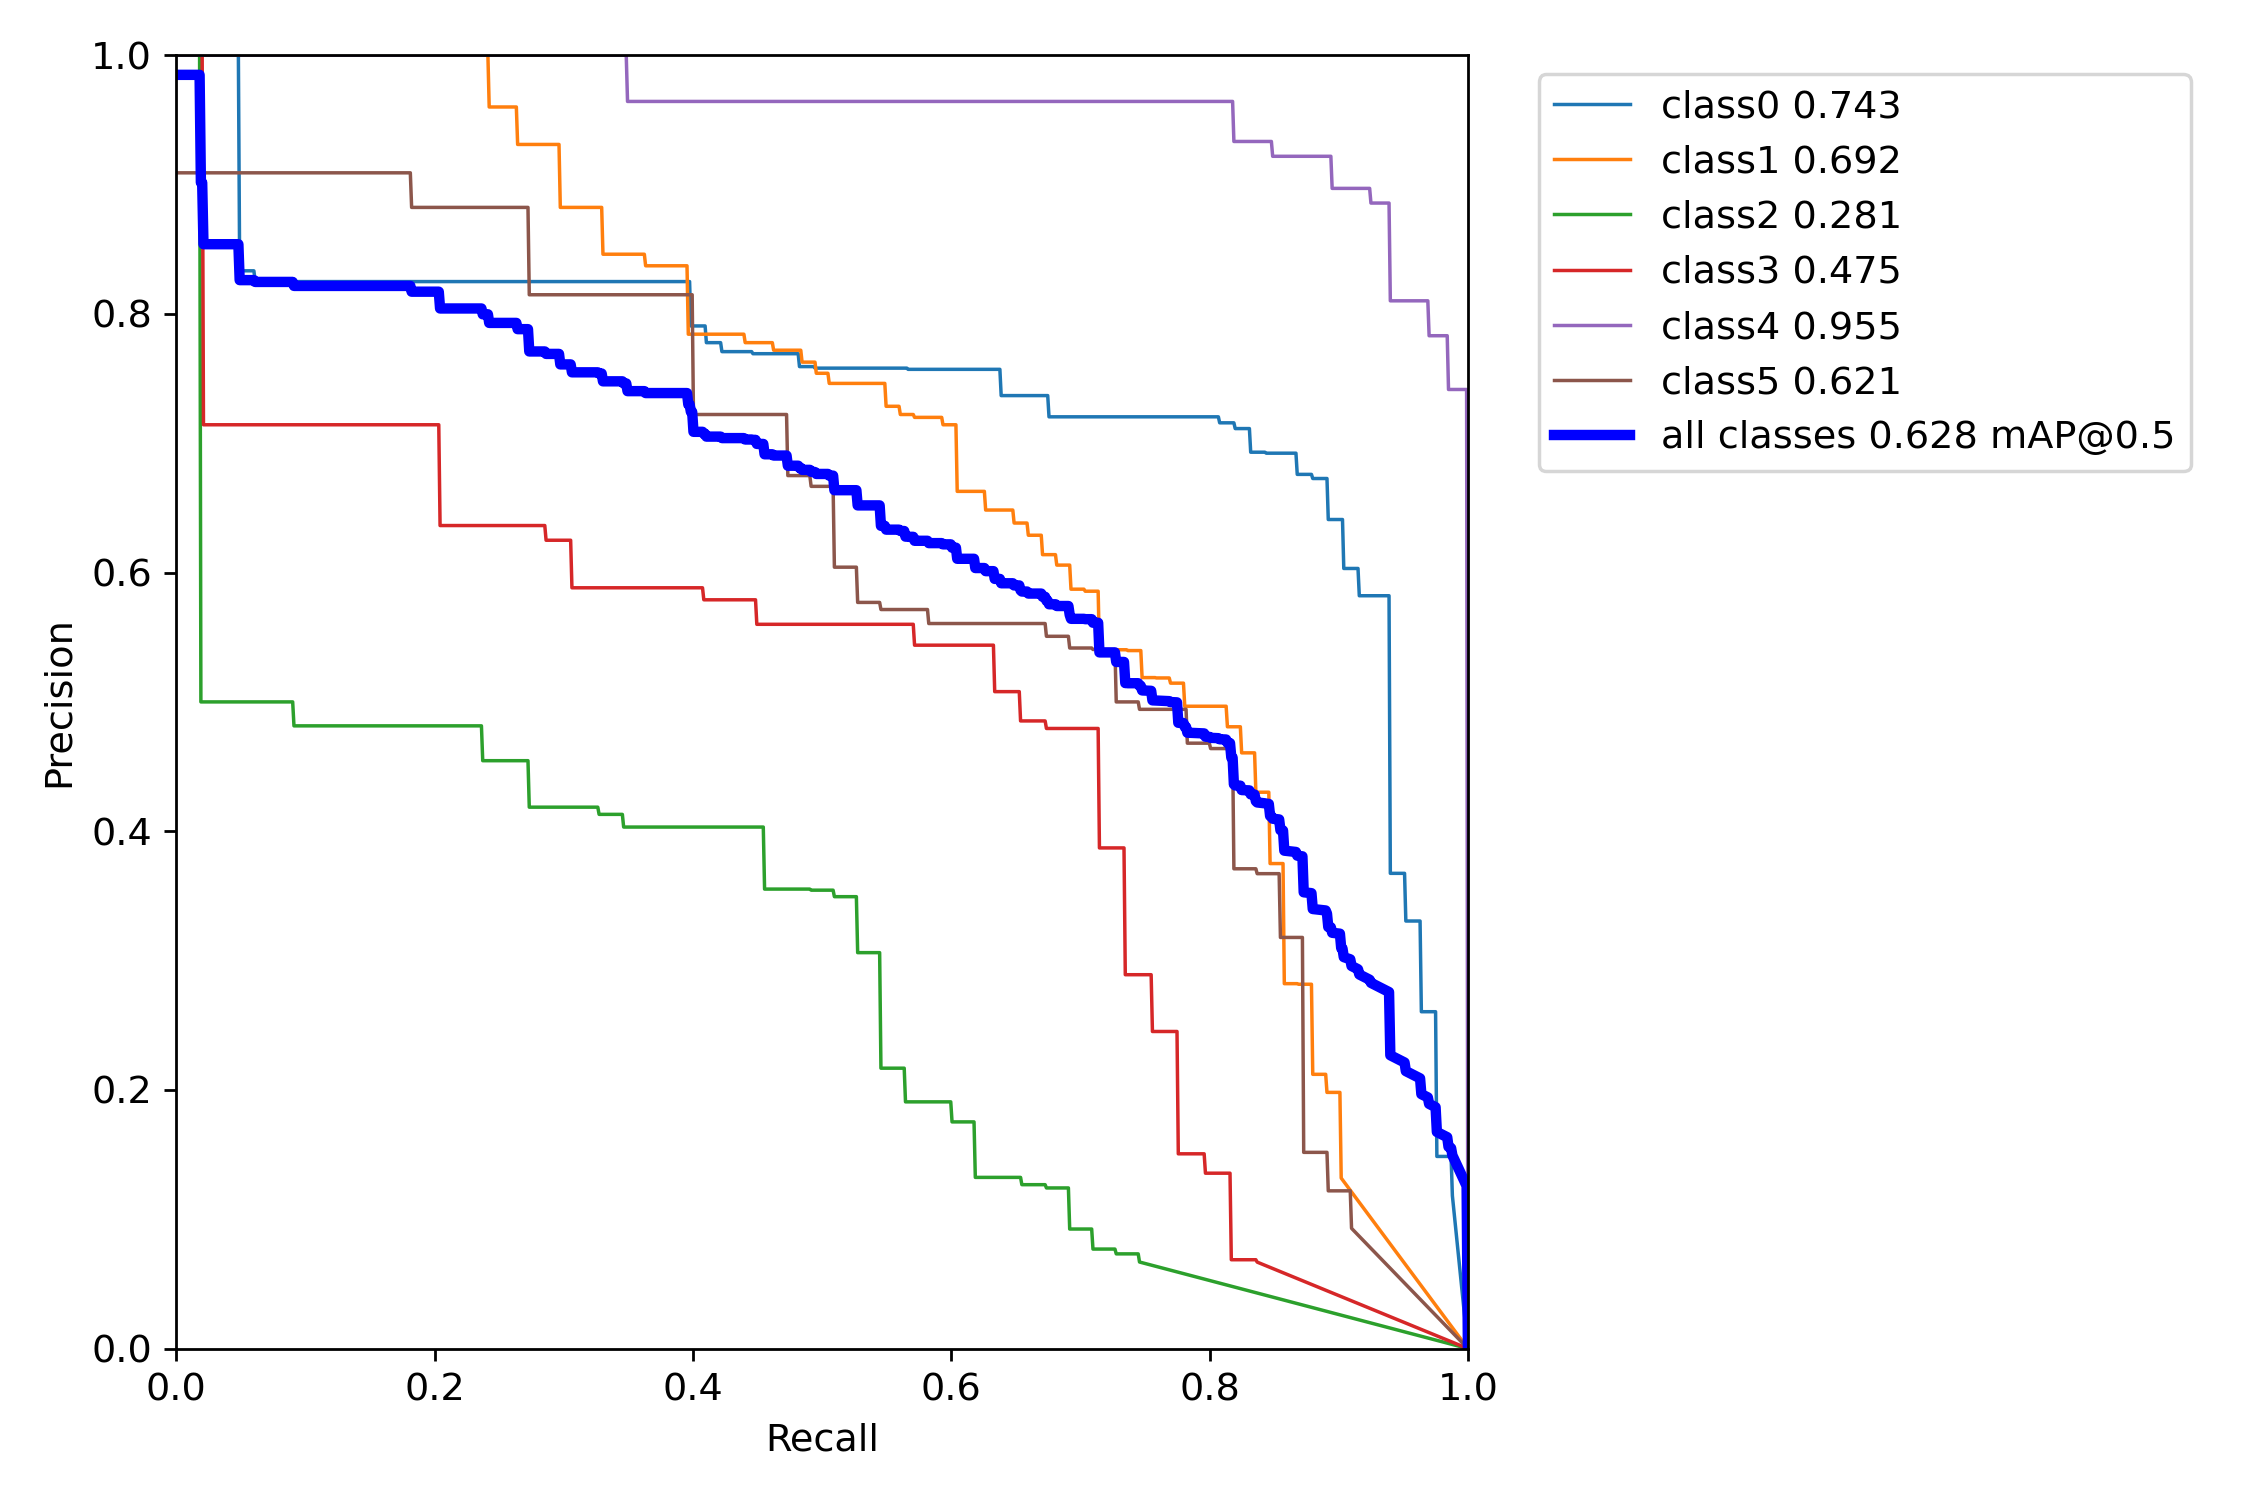 1.0
0.8
0.6
0.4
0.2
0.0
0.0 0.2 0.4 0.6 0.8 1.0
Precision
Recall
class0 0.743
class1 0.692
class2 0.281
class3 0.475
class4 0.955
class5 0.621
all classes 0.628 mAP@0.5